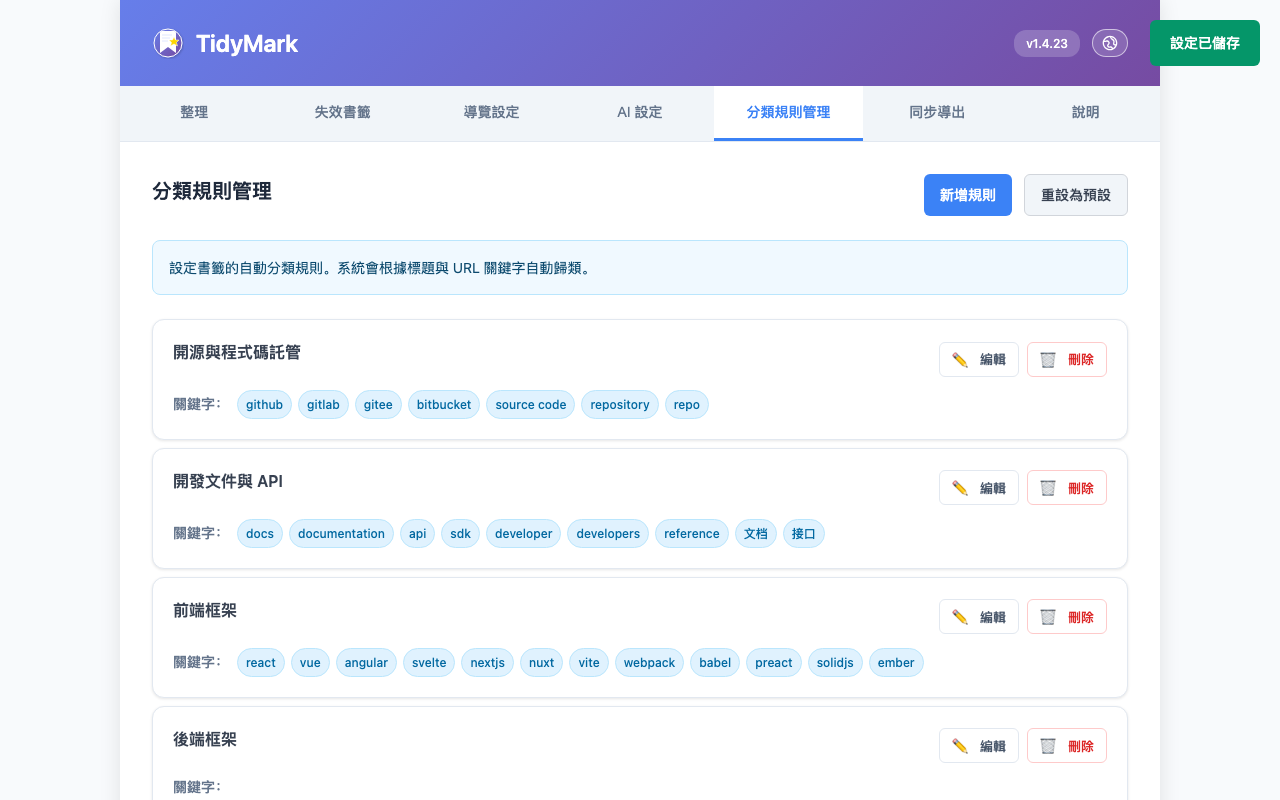 TidyMark
v1.4.23
設定已儲存
整理
失效書籤
導覽設定
AI 設定
分類規則管理
同步導出
說明
分類規則管理
新增規則
重設為預設
設定書籤的自動分類規則。系統會根據標題與 URL 關鍵字自動歸類。
開源與程式碼託管
編輯
刪除
關鍵字: github gitlab gitee bitbucket source code repository repo
開發文件與 API
編輯
刪除
關鍵字: docs documentation api sdk developer developers reference 文档 接口
前端框架
編輯
刪除
關鍵字: react vue angular svelte nextjs nuxt vite webpack babel preact solidjs ember
後端框架
編輯
刪除
關鍵字: